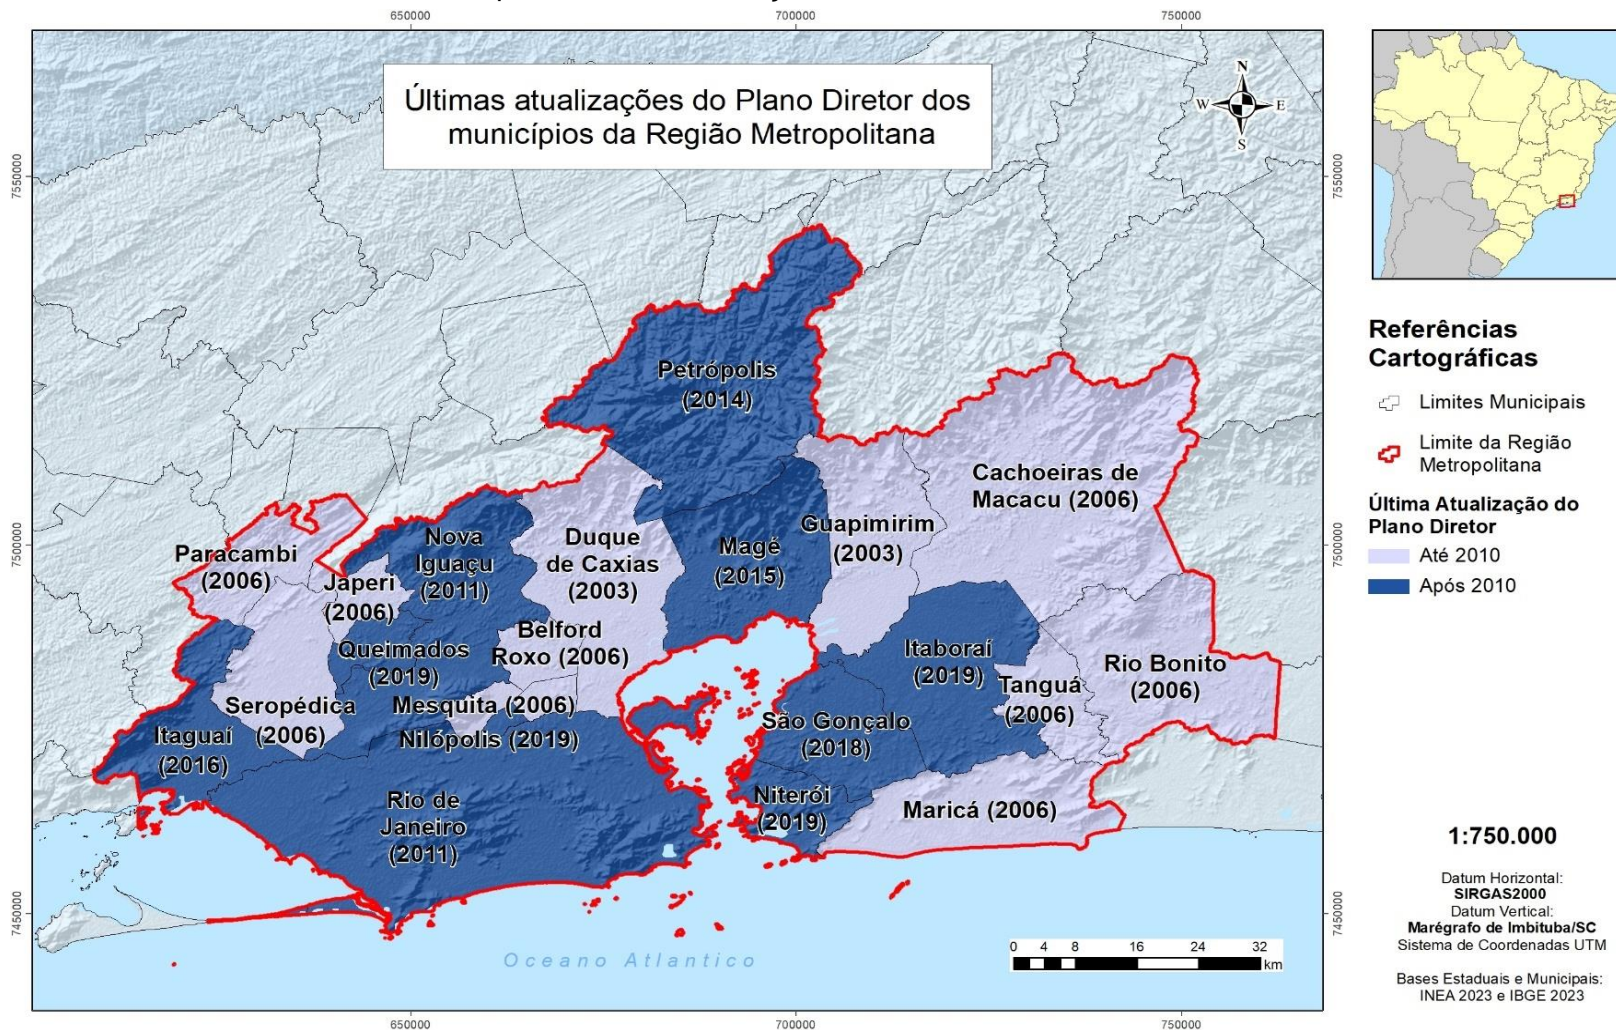 650000
700000
750000
Últimas atualizações do Plano Diretor dos
municípios da Região Metropolitana
N
W
E
S
7550000
7550000
Petrópolis
(2014)
Cachoeiras de
Macacu (2006)
Guapimirim
(2003)
Magé
(2015)
Duque
de Caxias
(2003)
Nova
Iguaçu
(2011)
Paracambi
(2006)
Japeri
(2006)
7500000
7500000
Belford
Roxo (2006)
Queimados
(2019)
Itaboraí
(2019)
Rio Bonito
(2006)
Tanguá
(2006)
Seropédica
(2006)
Mesquita (2006)
Nilópolis (2019)
São Gonçalo
(2018)
Itaguaí
(2016)
Rio de
Janeiro
(2011)
Niterói
(2019)
Maricá (2006)
7450000
7450000
Oceano Atlantico
0 4 8 16 24 32
km
650000
700000
750000
Referências
Cartográficas
Limites Municipais
Limite da Região
Metropolitana
Última Atualização do
Plano Diretor
Até 2010
Após 2010
1:750.000
Datum Horizontal:
SIRGAS2000
Datum Vertical:
Marégrafo de Imbituba/SC
Sistema de Coordenadas UTM
Bases Estaduais e Municipais:
INEA 2023 e IBGE 2023